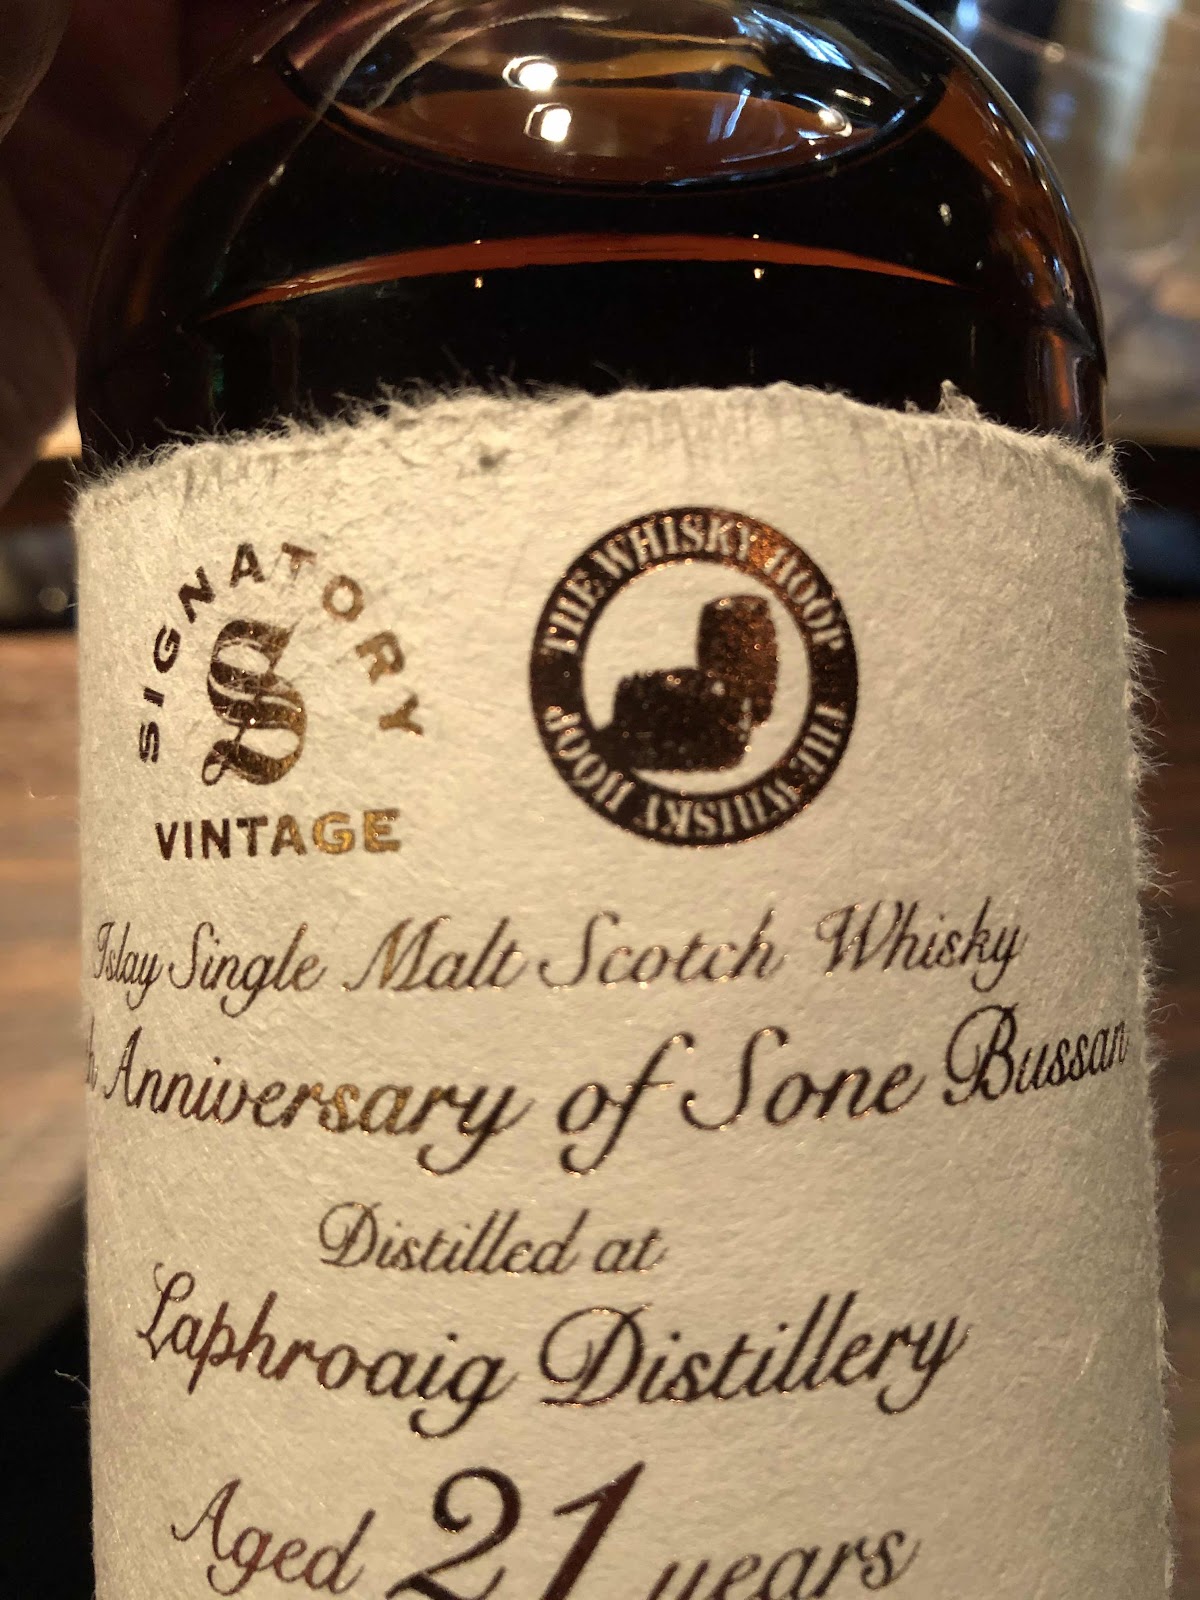 SIGNATORY
S
VINTAGE
THE WHISKY HOOP THE WHISKY HOOP
Islay Single Malt Scotch Whisky
h Anniversary of Sone Bussan
Distilled at
Laphroaig Distillery
Aged 21 years